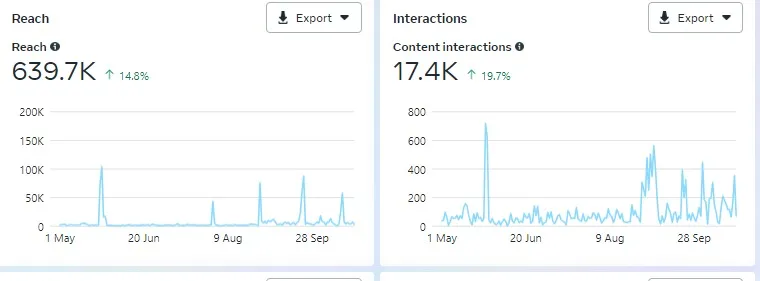 Reach
Export
Reach
639.7K ↑ 14.8%
200K
150K
100K
50K
0
1 May 20 Jun 9 Aug 28 Sep
Interactions
Export
Content interactions
17.4K ↑ 19.7%
800
600
400
200
0
1 May 20 Jun 9 Aug 28 Sep